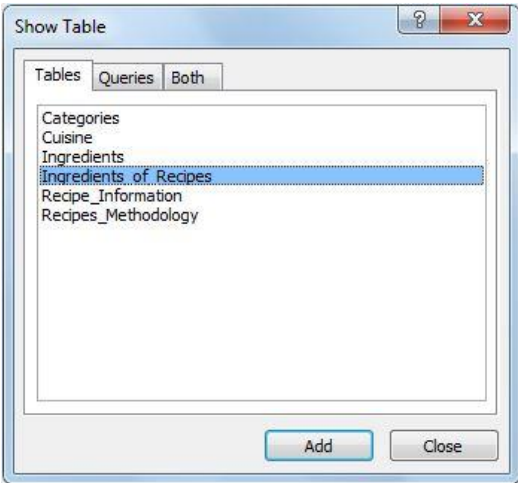 Show Table
?
Tables Queries Both
Categories
Cuisine
Ingredients
Ingredients_of_Recipes
Recipe_Information
Recipes_Methodology
Add Close